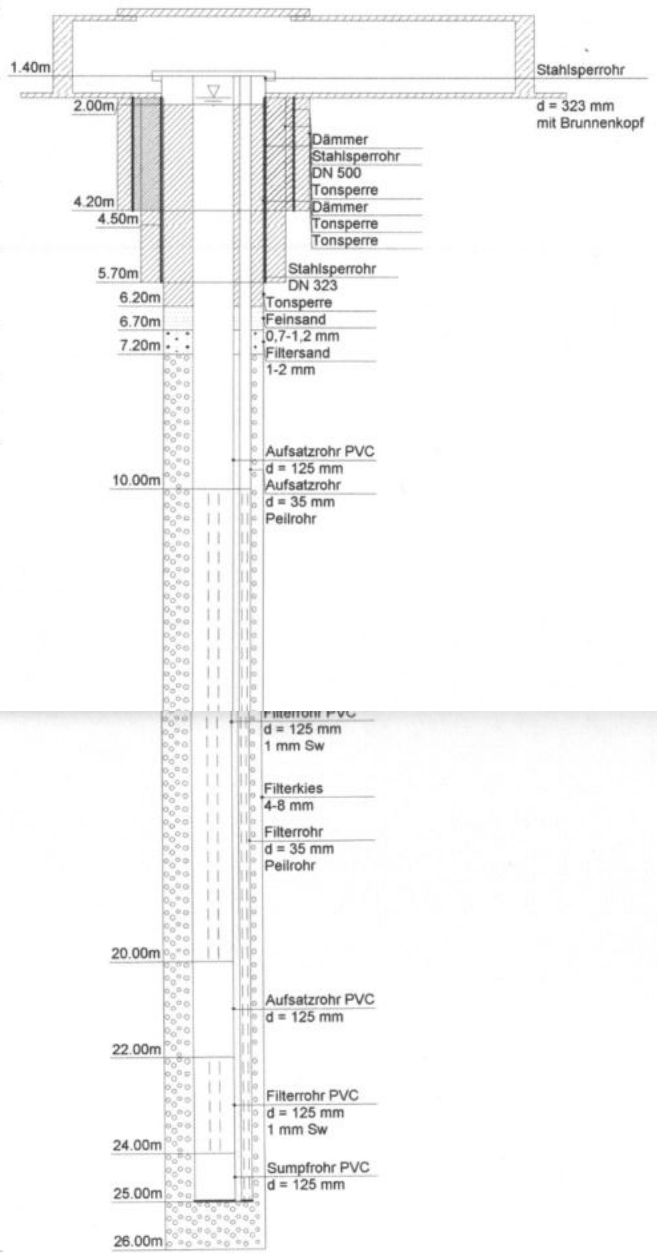 1.40m
Stahlsperrohr
d = 323 mm
mit Brunnenkopf
2.00m
Dämmer
Stahlsperrohr
DN 500
Tonsperre
Dämmer
Tonsperre
Tonsperre
4.20m
4.50m
5.70m
Stahlsperrohr
DN 323
6.20m
Tonsperre
6.70m
Feinsand
0,7-1,2 mm
7.20m
Filtersand
1-2 mm
Aufsatzrohr PVC
d = 125 mm
10.00m
Aufsatzrohr
d = 35 mm
Peilrohr
Filterrohr PVC
d = 125 mm
1 mm Sw
Filterkies
4-8 mm
Filterrohr
d = 35 mm
Peilrohr
20.00m
Aufsatzrohr PVC
d = 125 mm
22.00m
Filterrohr PVC
d = 125 mm
1 mm Sw
24.00m
Sumpfrohr PVC
d = 125 mm
25.00m
26.00m